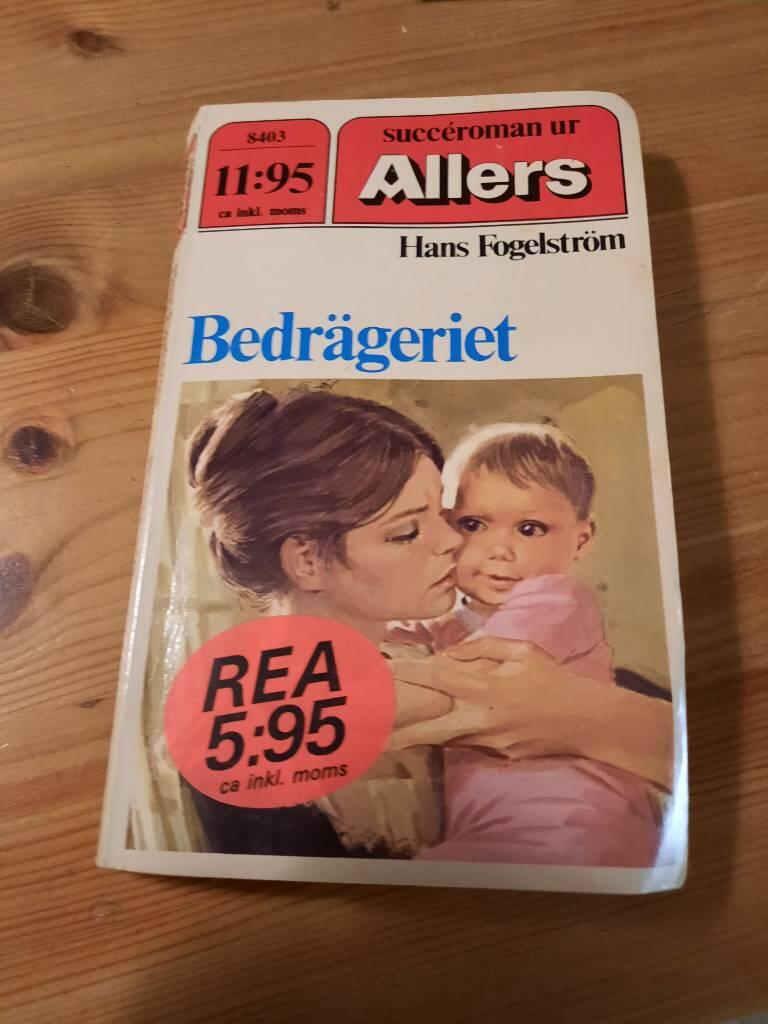 8403
11:95
ca inkl. moms
succéroman ur
Allers
Hans Fogelström
Bedrägeriet
REA
5:95
ca inkl. moms